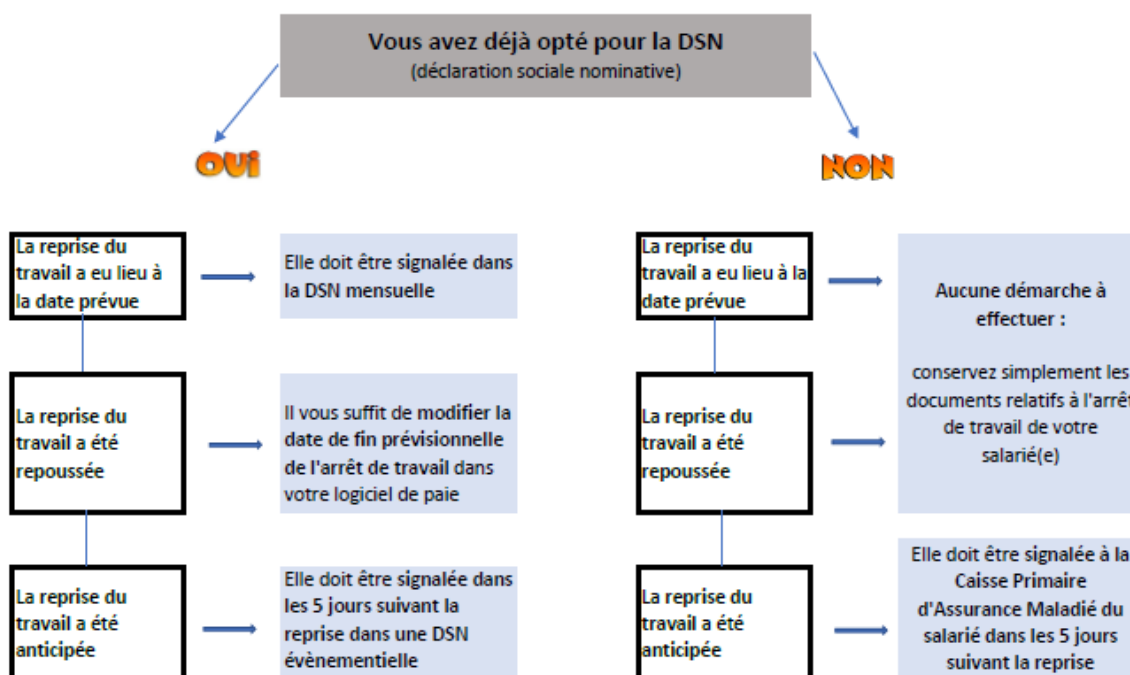 Vous avez déjà opté pour la DSN
(déclaration sociale nominative)
OUi
NON
La reprise du
travail a eu lieu à
la date prévue
Elle doit être signalée dans
la DSN mensuelle
La reprise du
travail a été
repoussée
Il vous suffit de modifier la
date de fin prévisionnelle
de l'arrêt de travail dans
votre logiciel de paie
La reprise du
travail a été
anticipée
Elle doit être signalée dans
les 5 jours suivant la
reprise dans une DSN
évènementielle
La reprise du
travail a eu lieu à la
date prévue
Aucune démarche à
effectuer :
conservez simplement les
documents relatifs à l'arrêt
de travail de votre
salarié(e)
La reprise du
travail a été
repoussée
La reprise du
travail a été
anticipée
Elle doit être signalée à la
Caisse Primaire
d'Assurance Maladié du
salarié dans les 5 jours
suivant la reprise